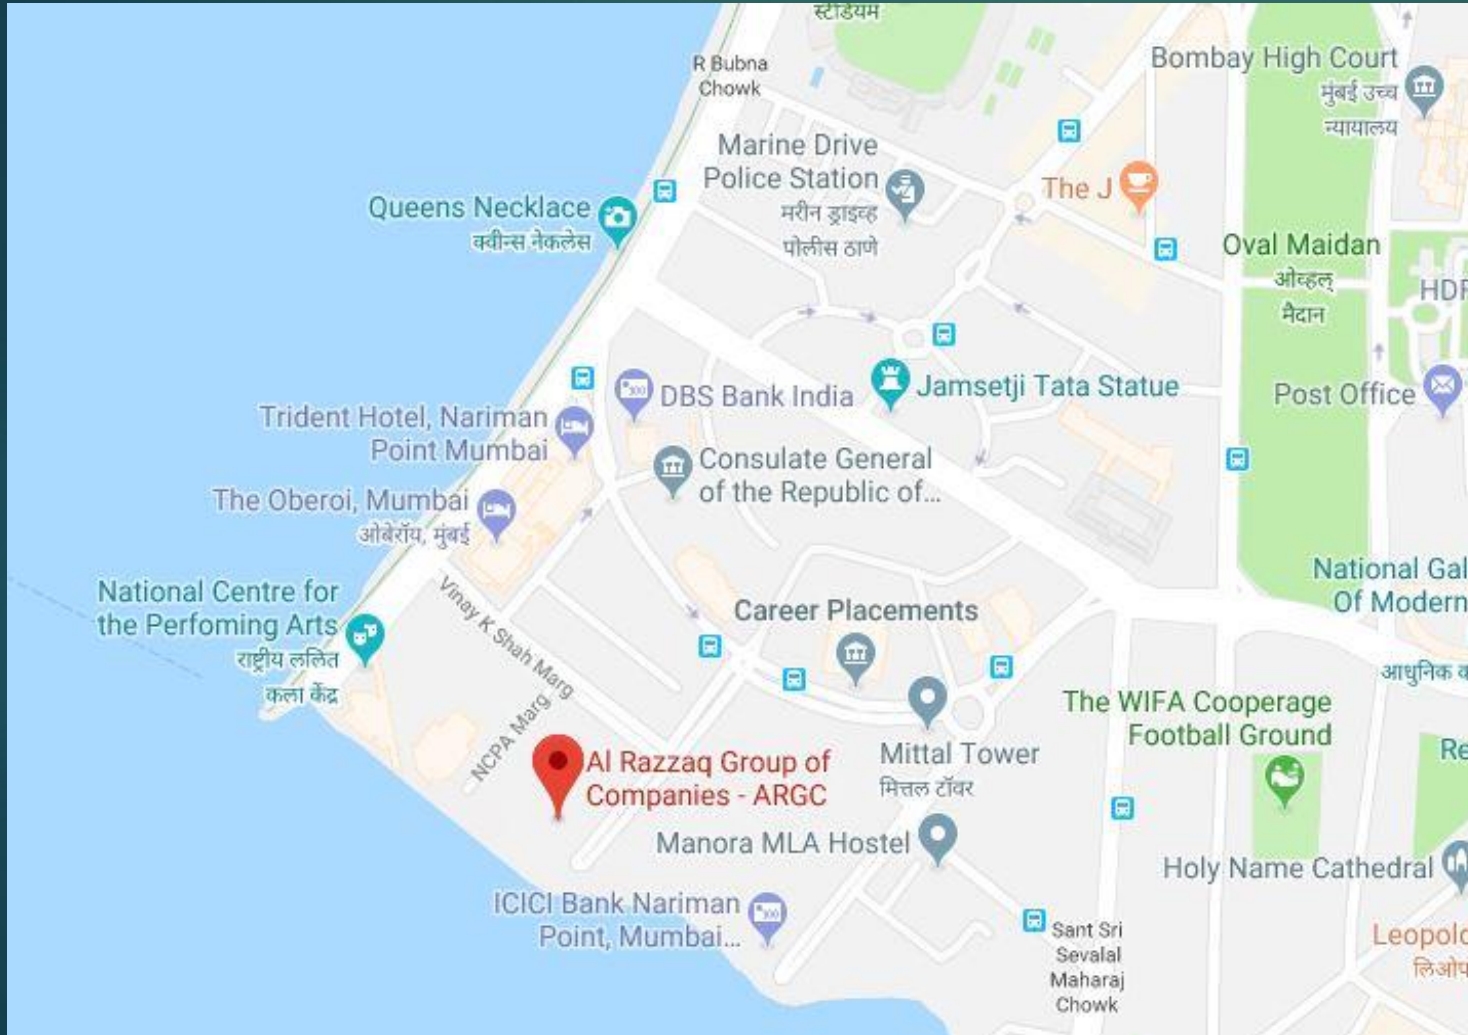 स्टेडियम
R Bubna
Chowk
Bombay High Court
मुंबई उच्च
न्यायालय
Marine Drive
Police Station
मरीन ड्राइव्ह
पोलीस ठाणे
The J
Queens Necklace
क्वीन्स नेकलेस
Oval Maidan
ओव्हल्
मैदान
HDF
Jamsetji Tata Statue
DBS Bank India
Post Office
Trident Hotel, Nariman
Point Mumbai
Consulate General
of the Republic of...
The Oberoi, Mumbai
ओबेरॉय, मुंबई
National Centre for
the Perfoming Arts
राष्ट्रीय ललित
कला केंद्र
Vinay K Shah Marg
National Gal
Of Modern
आधुनिक क
Career Placements
NCPA Marg
The WIFA Cooperage
Football Ground
Re
Al Razzaq Group of
Companies - ARGC
Mittal Tower
मित्तल टॉवर
Manora MLA Hostel
Holy Name Cathedral
ICICI Bank Nariman
Point, Mumbai...
Sant Sri
Sevalal
Maharaj
Chowk
Leopold
लिओप